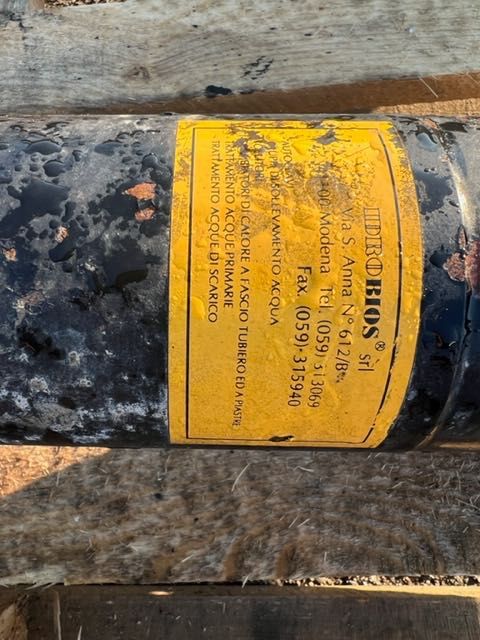 IDROBIOS® srl
Via S. Anna N° 612/B
Modena Tel. (059) 313069
Fax. (059)-315940
SOLLEVAMENTO ACQUA
DI CALORE A FASCIO TUBIERO ED A PIASTRE
TRATTAMENTO ACQUE PRIMARIE
TRATTAMENTO ACQUE DI SCARICO